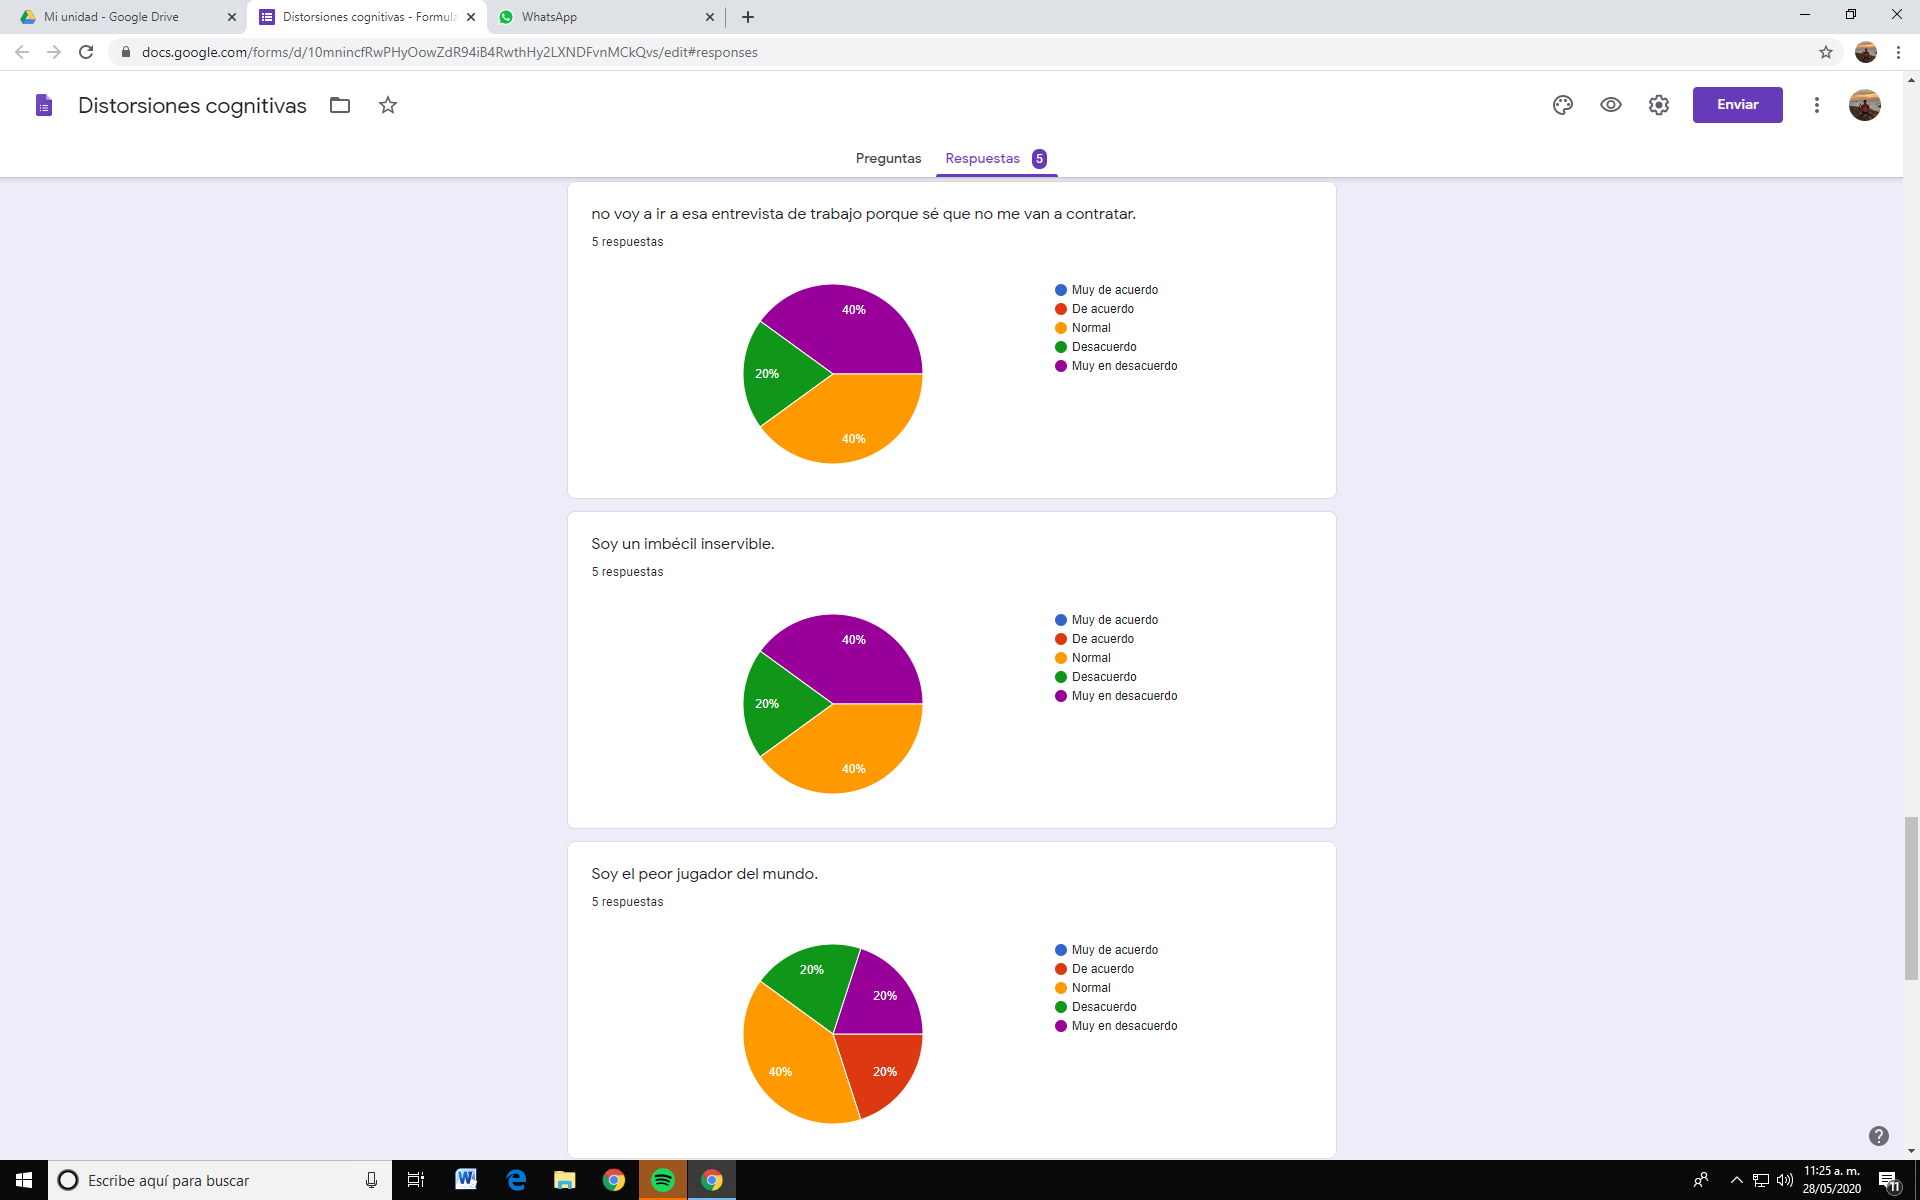 Mi unidad - Google Drive
Distorsiones cognitivas - Formula
WhatsApp
docs.google.com/forms/d/10mnincfRwPHyOowZdR94iB4RwthHy2LXNDFvnMCkQvs/edit#responses
Distorsiones cognitivas
Enviar
Preguntas
Respuestas 5
no voy a ir a esa entrevista de trabajo porque sé que no me van a contratar.
5 respuestas
40%
20%
40%
Muy de acuerdo
De acuerdo
Normal
Desacuerdo
Muy en desacuerdo
Soy un imbécil inservible.
5 respuestas
40%
20%
40%
Muy de acuerdo
De acuerdo
Normal
Desacuerdo
Muy en desacuerdo
Soy el peor jugador del mundo.
5 respuestas
20%
20%
40%
20%
Muy de acuerdo
De acuerdo
Normal
Desacuerdo
Muy en desacuerdo
Escribe aquí para buscar
11:25 a. m.
28/05/2020
11